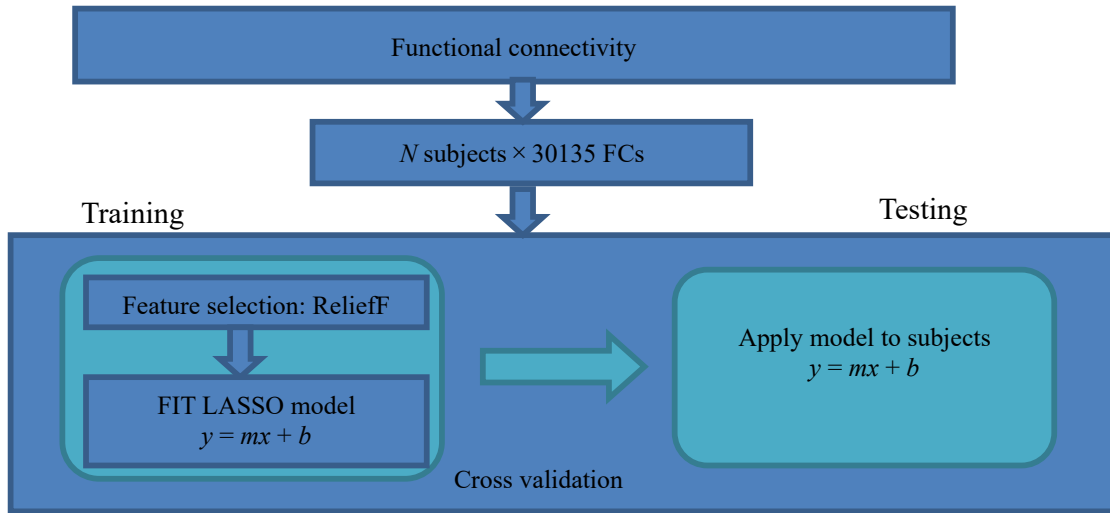 Functional connectivity
N subjects × 30135 FCs
Training
Testing
Feature selection: ReliefF
FIT LASSO model
y = mx + b
Apply model to subjects
y = mx + b
Cross validation